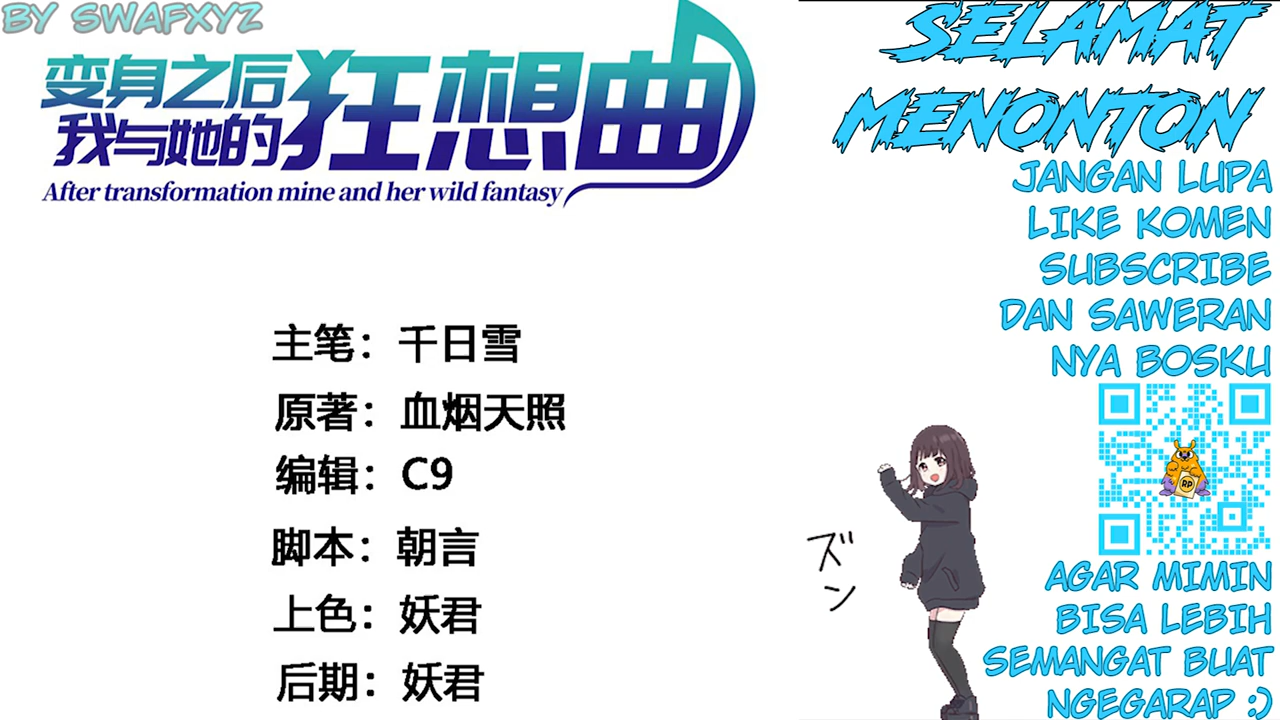 BY SWAFXYZ
变身之后
我与她的狂想曲
After transformation mine and her wild fantasy
主笔：千日雪
原著：血烟天照
编辑：C9
脚本：朝言
上色：妖君
后期：妖君
SELAMAT
MENONTON
JANGAN LUPA
LIKE KOMEN
SUBSCRIBE
DAN SAWERAN
NYA BOSKU
RP
ズ
ン
AGAR MIMIN
BISA LEBIH
SEMANGAT BUAT
NGEGARAP :)